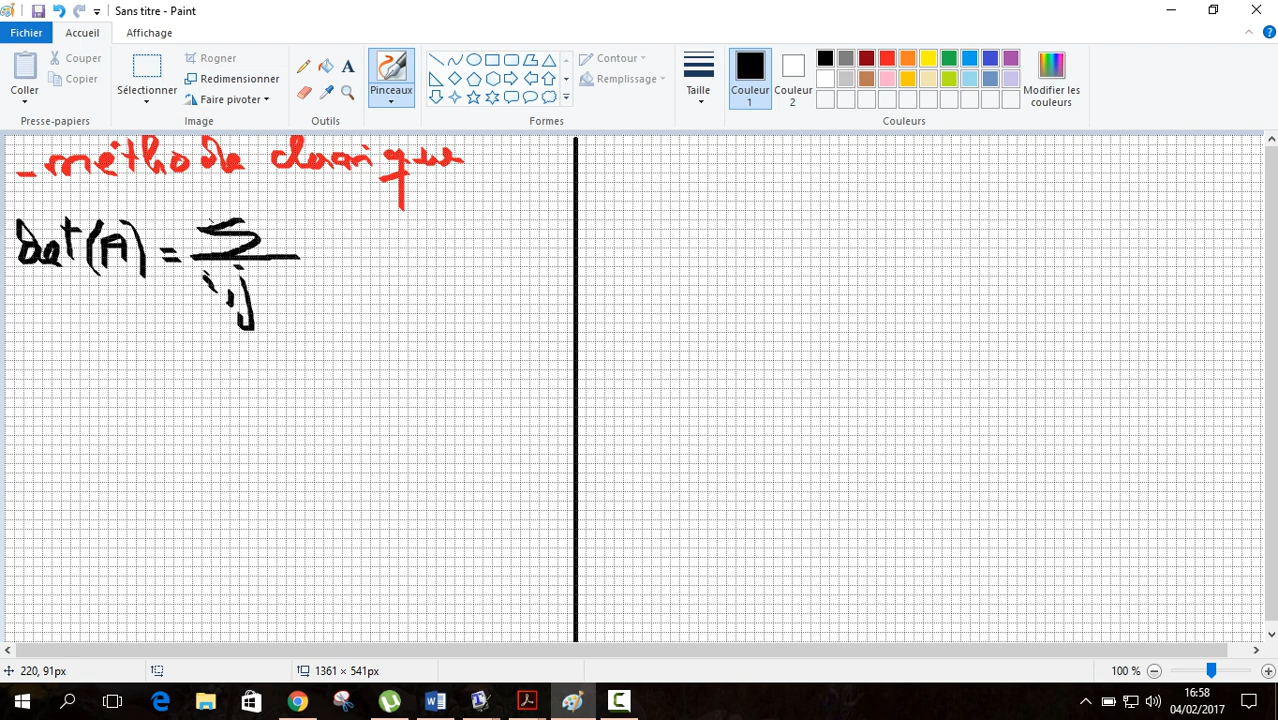 Sans titre - Paint
Fichier Accueil Affichage
Coller
Couper
Copier
Presse-papiers
Sélectionner
Rogner
Redimensionner
Faire pivoter
Image
A
Outils
Pinceaux
Contour
Remplissage
Formes
Taille
Couleur 1
Couleur 2
Modifier les couleurs
Couleurs
_ méthode classique
Det(A) =
220, 91px
1361 × 541px
100 %
16:58
04/02/2017